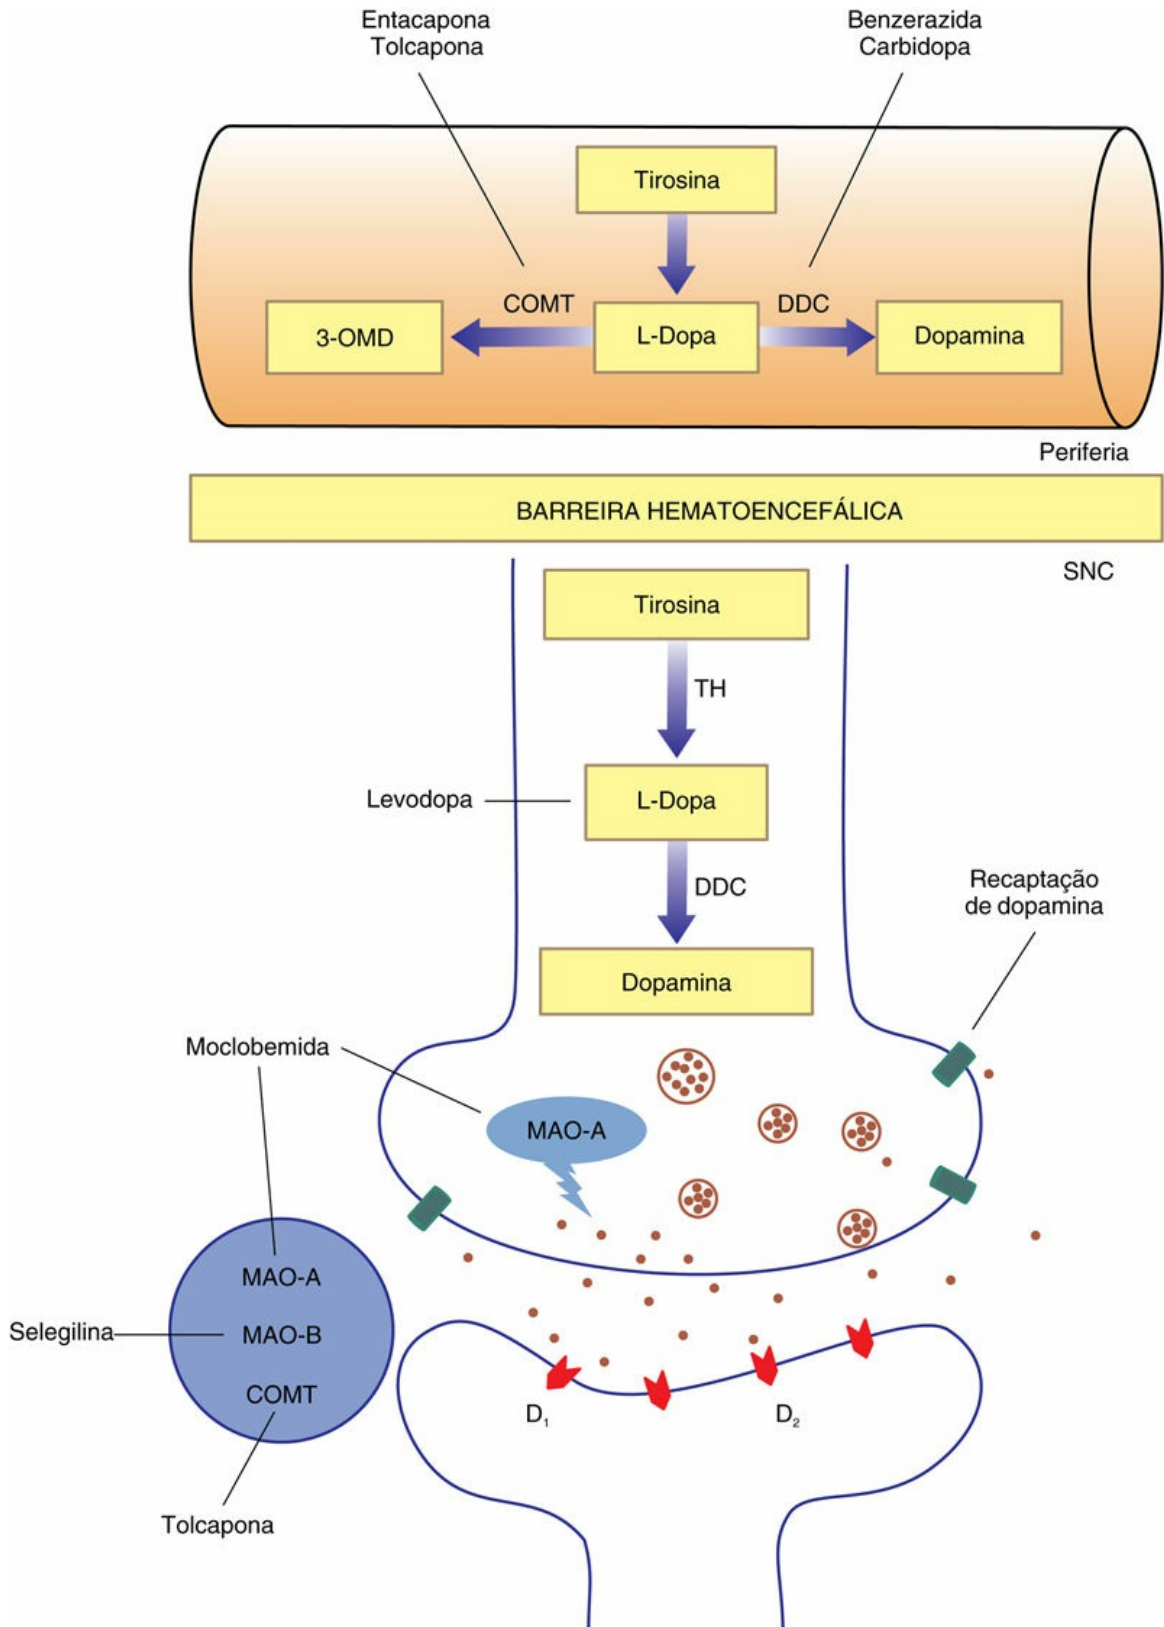 Entacapona
Tolcapona
Benzerazida
Carbidopa
Tirosina
COMT
DDC
3-OMD
L-Dopa
Dopamina
Periferia
BARREIRA HEMATOENCEFÁLICA
SNC
Tirosina
TH
Levodopa
L-Dopa
DDC
Recaptação
de dopamina
Dopamina
Moclobemida
MAO-A
MAO-A
Selegilina
MAO-B
COMT
D₁
D₂
Tolcapona